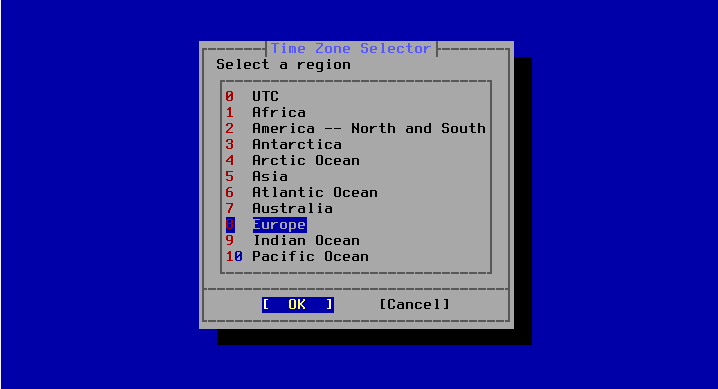 Time Zone Selector
Select a region
0 UTC
1 Africa
2 America -- North and South
3 Antarctica
4 Arctic Ocean
5 Asia
6 Atlantic Ocean
7 Australia
8 Europe
9 Indian Ocean
10 Pacific Ocean
[ OK ] [Cancel]